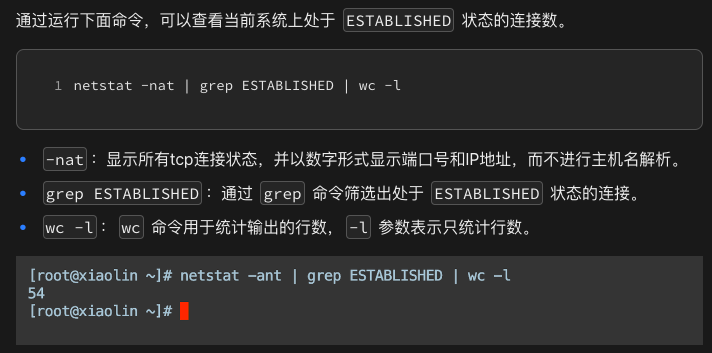 通过运行下面命令，可以查看当前系统上处于 ESTABLISHED 状态的连接数。
1 netstat -nat | grep ESTABLISHED | wc -l
• -nat：显示所有tcp连接状态，并以数字形式显示端口号和IP地址，而不进行主机名解析。
• grep ESTABLISHED：通过 grep 命令筛选出处于 ESTABLISHED 状态的连接。
• wc -l： wc 命令用于统计输出的行数， -l 参数表示只统计行数。
[root@xiaolin ~]# netstat -ant | grep ESTABLISHED | wc -l
54
[root@xiaolin ~]#